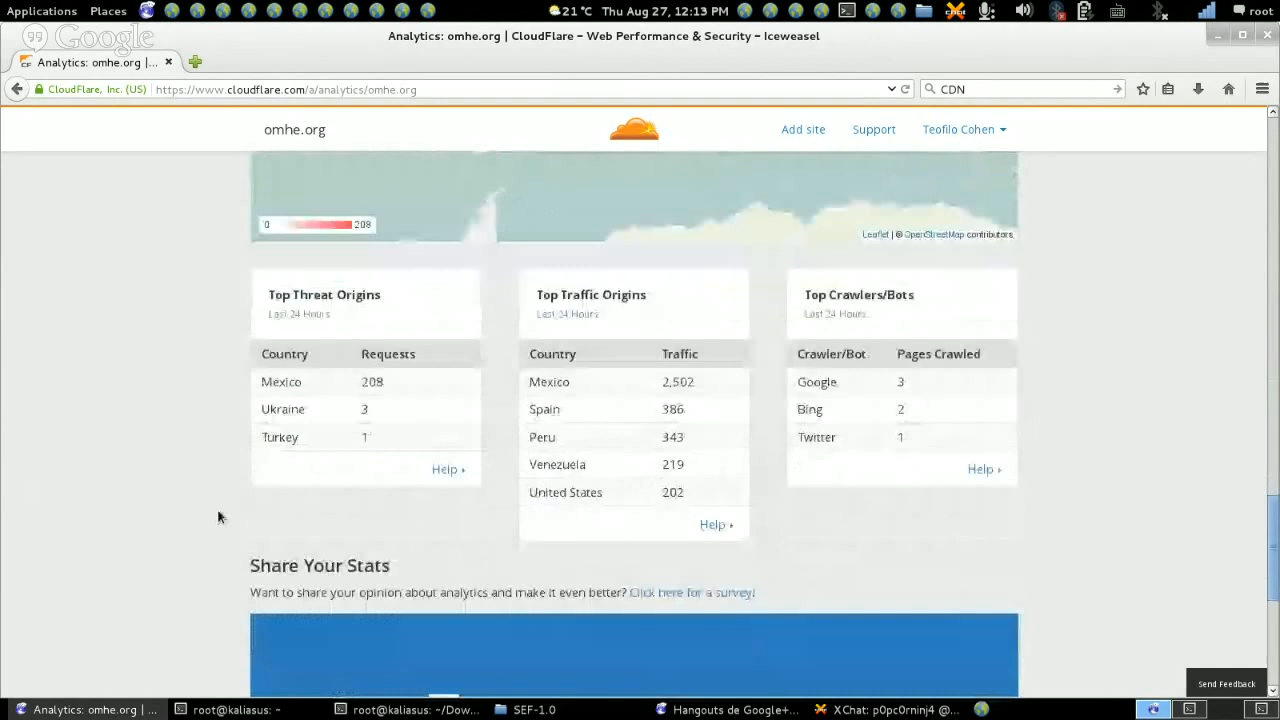 Applications Places 21 °C Thu Aug 27, 12:13 PM root
Google
Analytics: omhe.org | CloudFlare - Web Performance & Security - Iceweasel
Analytics: omhe.org |...
CloudFlare, Inc. (US) https://www.cloudflare.com/a/analytics/omhe.org CDN
omhe.org Add site Support Teofilo Cohen
0 208
Leaflet | © OpenStreetMap contributors
Top Threat Origins
Last 24 Hours
Country Requests
Mexico 208
Ukraine 3
Turkey 1
Help
Top Traffic Origins
Last 24 Hours
Country Traffic
Mexico 2,502
Spain 386
Peru 343
Venezuela 219
United States 202
Help
Top Crawlers/Bots
Last 24 Hours
Crawler/Bot Pages Crawled
Google 3
Bing 2
Twitter 1
Help
Share Your Stats
Want to share your opinion about analytics and make it even better? Click here for a survey!
Send Feedback
Analytics: omhe.org |... root@kaliasus: ~ root@kaliasus: ~/Dow... SEF-1.0 Hangouts de Google+... XChat: p0pc0rninj4 @...